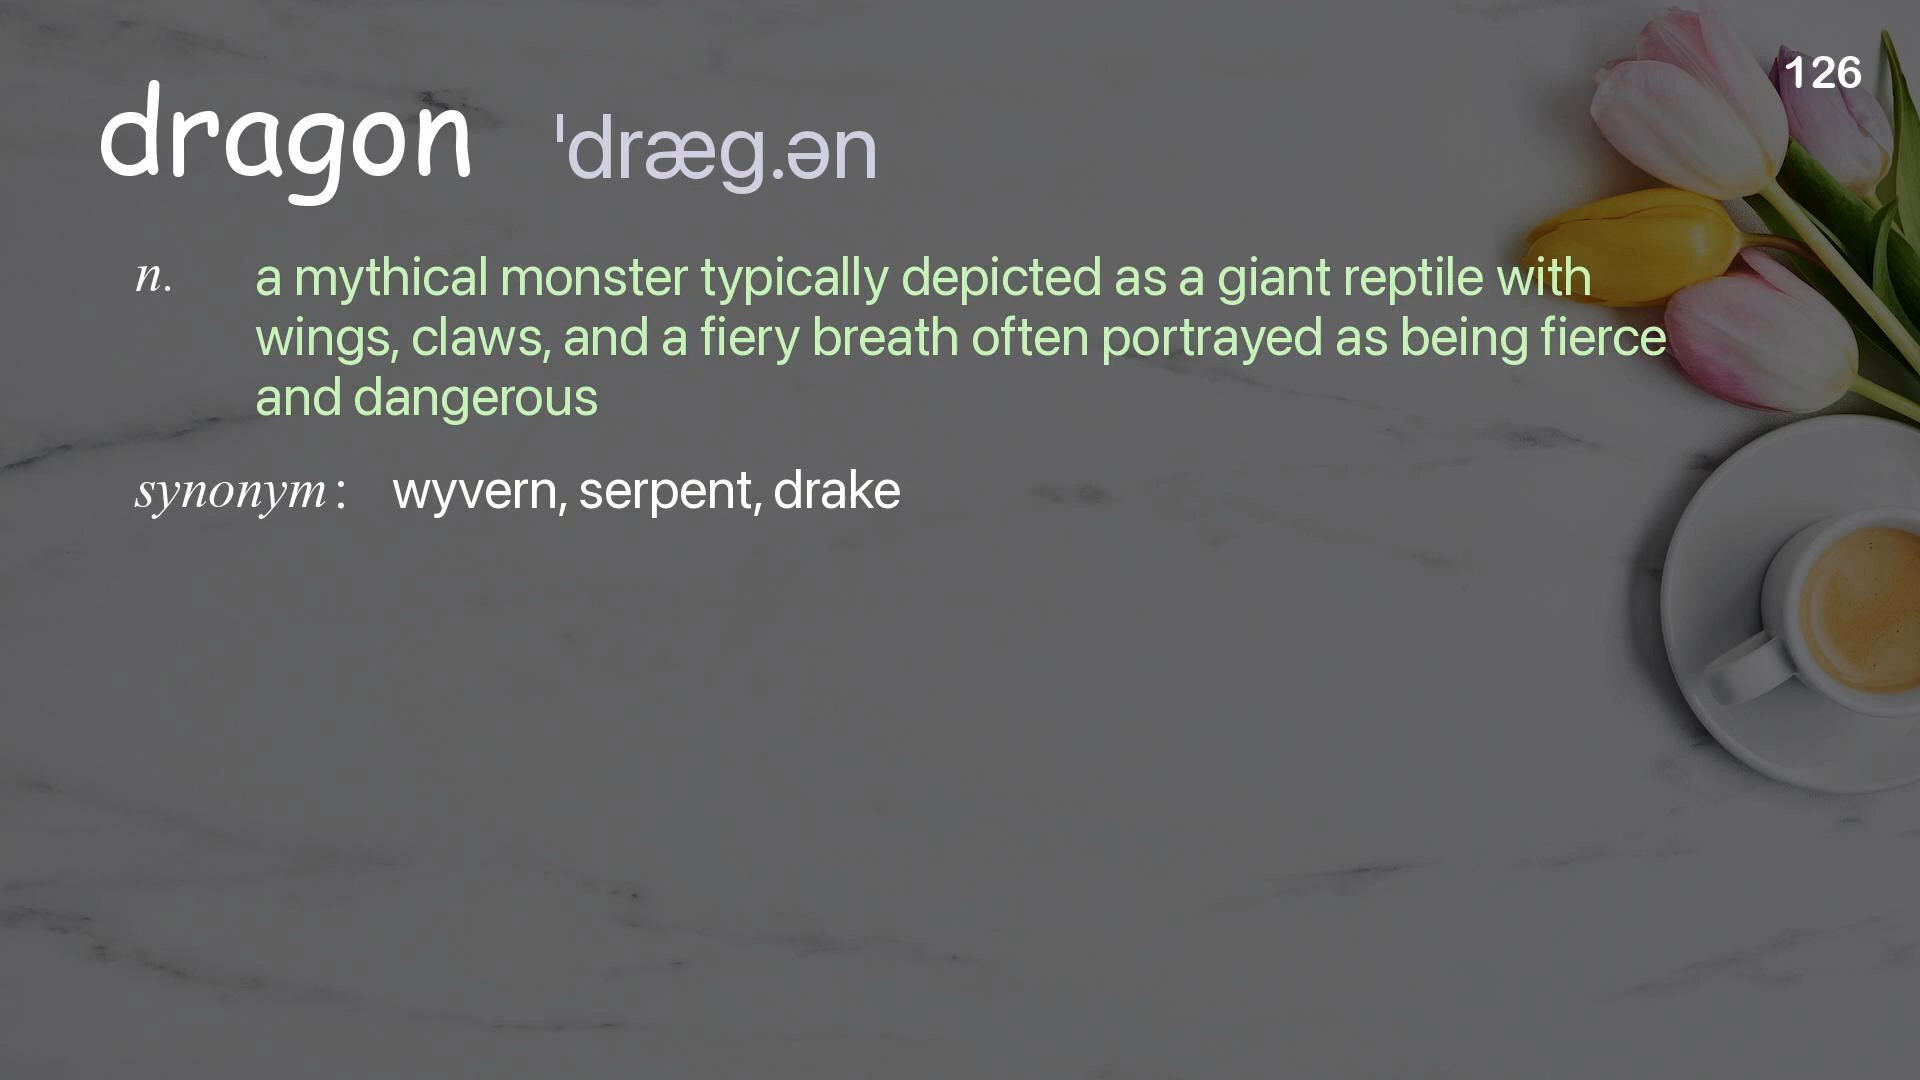 126
dragon ˈdræg.ən
n. a mythical monster typically depicted as a giant reptile with
wings, claws, and a fiery breath often portrayed as being fierce
and dangerous
synonym: wyvern, serpent, drake